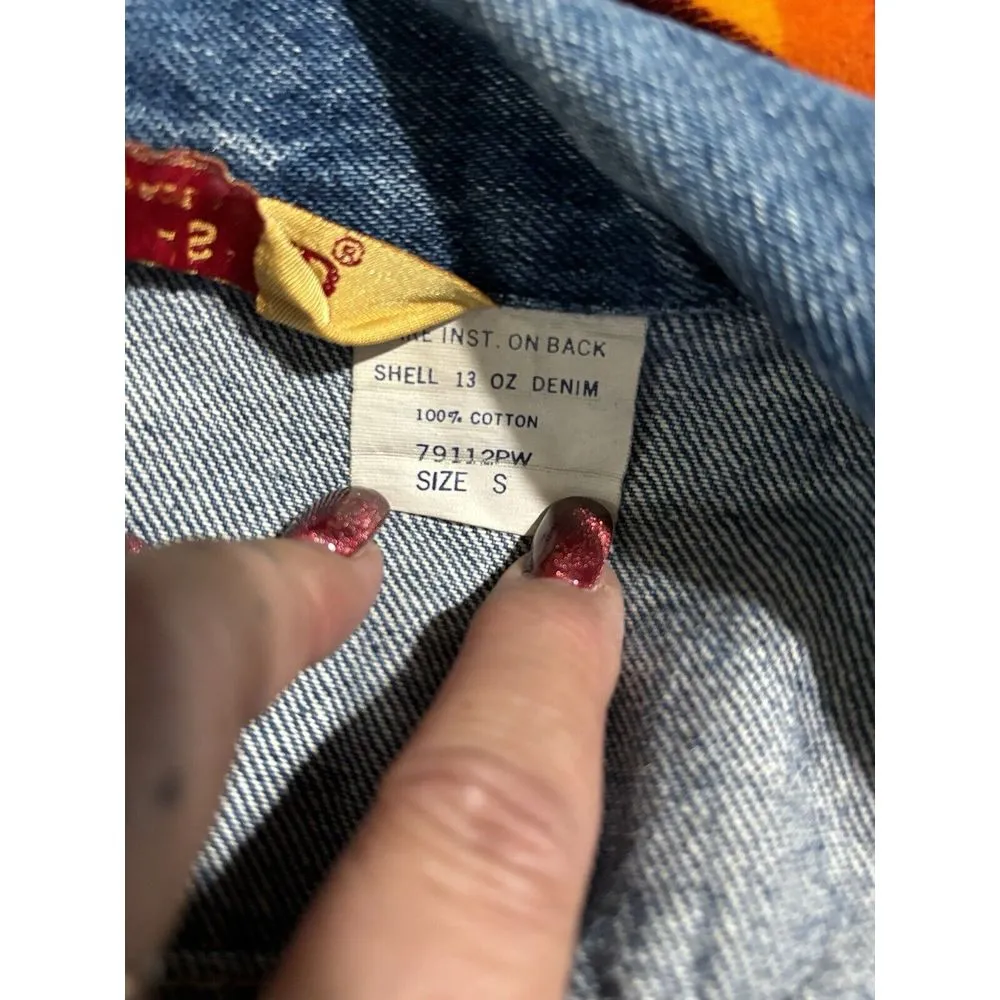 ®
INST. ON BACK
SHELL 13 OZ DENIM
100% COTTON
79112PW
SIZE S